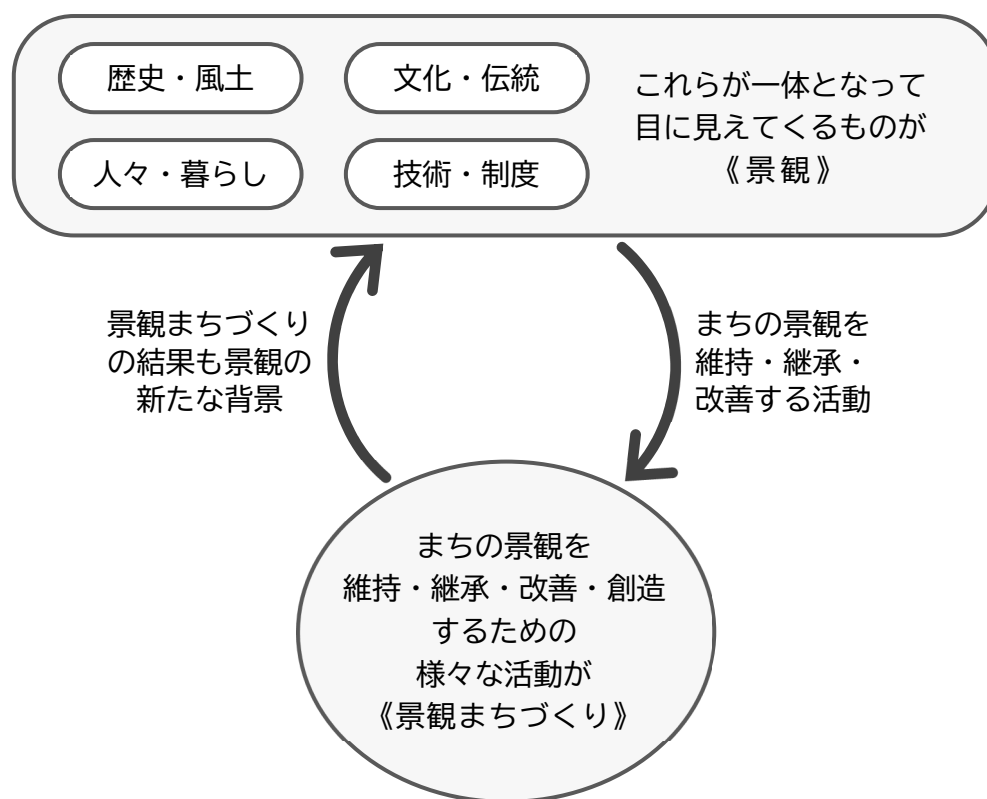 歴史・風土
文化・伝統
人々・暮らし
技術・制度
これらが一体となって
目に見えてくるものが
《景観》
景観まちづくり
の結果も景観の
新たな背景
まちの景観を
維持・継承・
改善する活動
まちの景観を
維持・継承・改善・創造
するための
様々な活動が
《景観まちづくり》